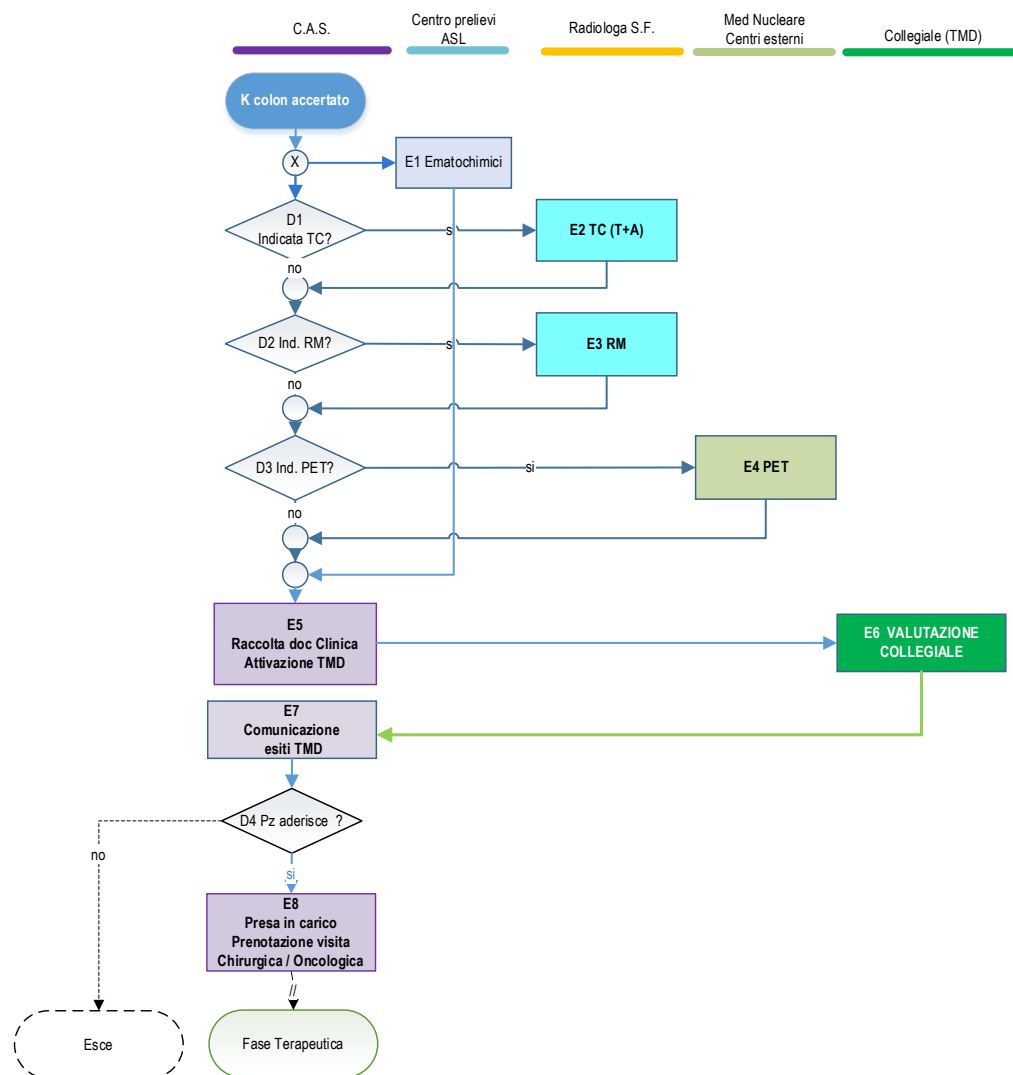 C.A.S.
Centro prelievi
ASL
Radiologa S.F.
Med Nucleare
Centri esterni
Collegiale (TMD)
K colon accertato
X
E1 Ematochimici
D1
Indicata TC?
si
E2 TC (T+A)
no
D2 Ind. RM?
si
E3 RM
no
D3 Ind. PET?
si
E4 PET
no
E5
Raccolta doc Clinica
Attivazione TMD
E6 VALUTAZIONE
COLLEGIALE
E7
Comunicazione
esiti TMD
D4 Pz aderisce ?
no
si
E8
Presa in carico
Prenotazione visita
Chirurgica / Oncologica
//
Esce
Fase Terapeutica